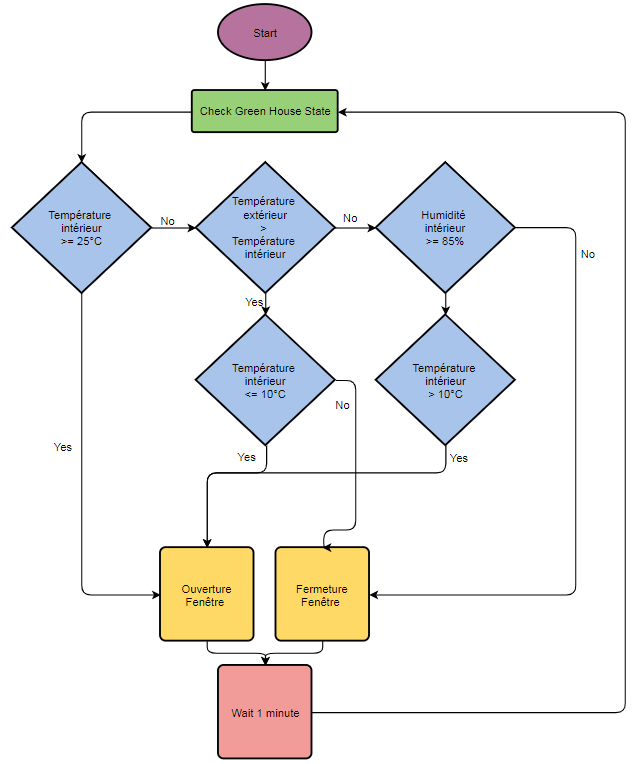 Start
Check Green House State
Température
intérieur
>= 25°C
No
Température
extérieur
>
Température
intérieur
No
Humidité
intérieur
>= 85%
No
Yes
Température
intérieur
<= 10°C
No
Température
intérieur
> 10°C
Yes
Yes
Yes
Ouverture
Fenêtre
Fermeture
Fenêtre
Wait 1 minute